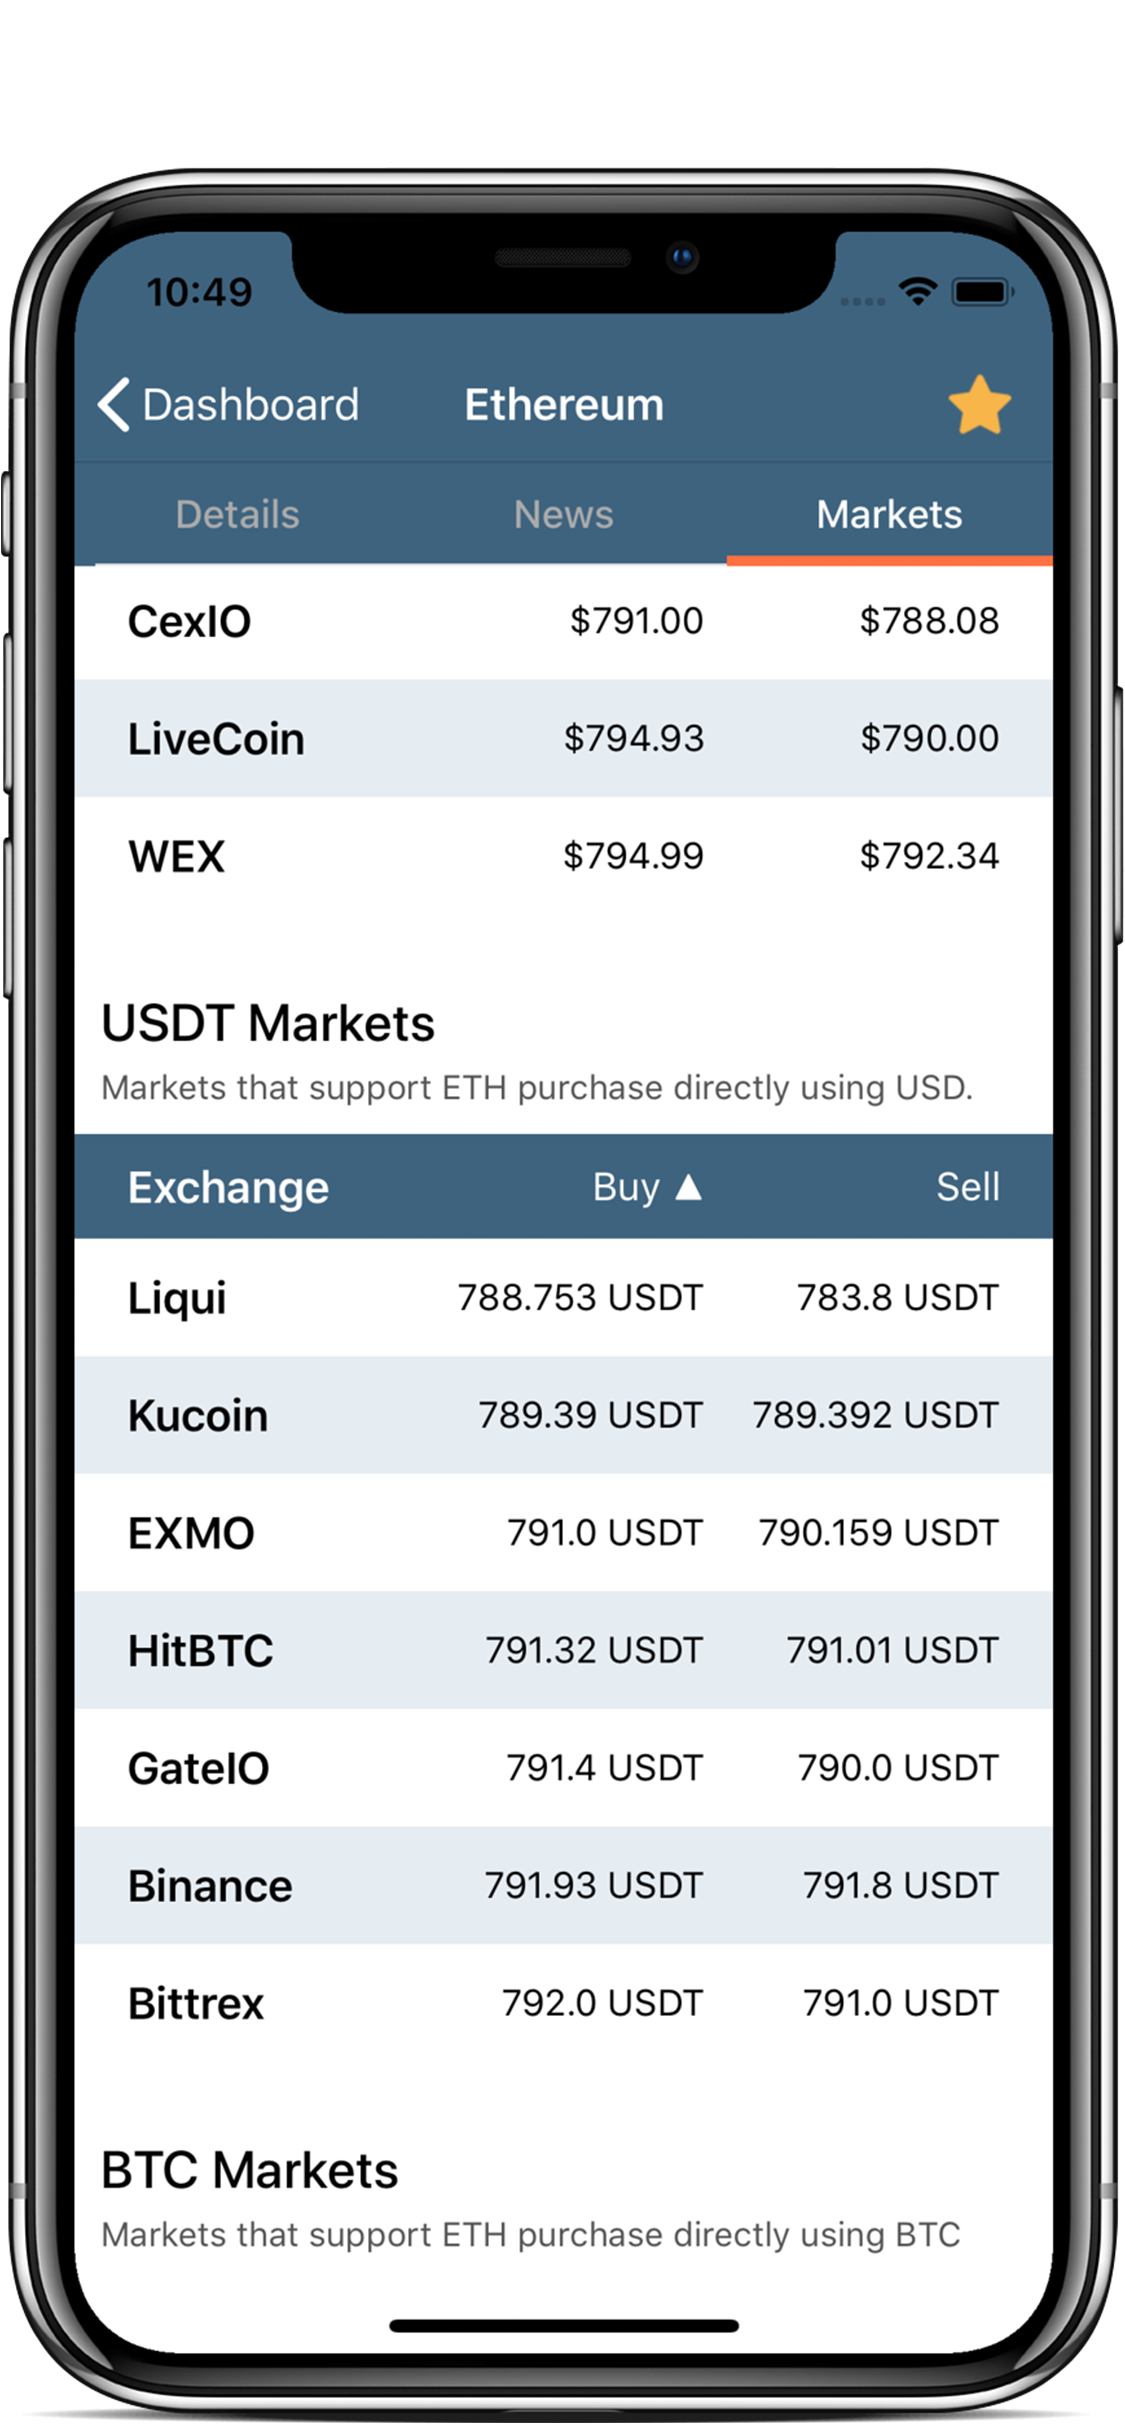 10:49
Dashboard Ethereum
Details News Markets
CexIO $791.00 $788.08
LiveCoin $794.93 $790.00
WEX $794.99 $792.34
USDT Markets
Markets that support ETH purchase directly using USD.
Exchange Buy ▲ Sell
Liqui 788.753 USDT 783.8 USDT
Kucoin 789.39 USDT 789.392 USDT
EXMO 791.0 USDT 790.159 USDT
HitBTC 791.32 USDT 791.01 USDT
GateIO 791.4 USDT 790.0 USDT
Binance 791.93 USDT 791.8 USDT
Bittrex 792.0 USDT 791.0 USDT
BTC Markets
Markets that support ETH purchase directly using BTC